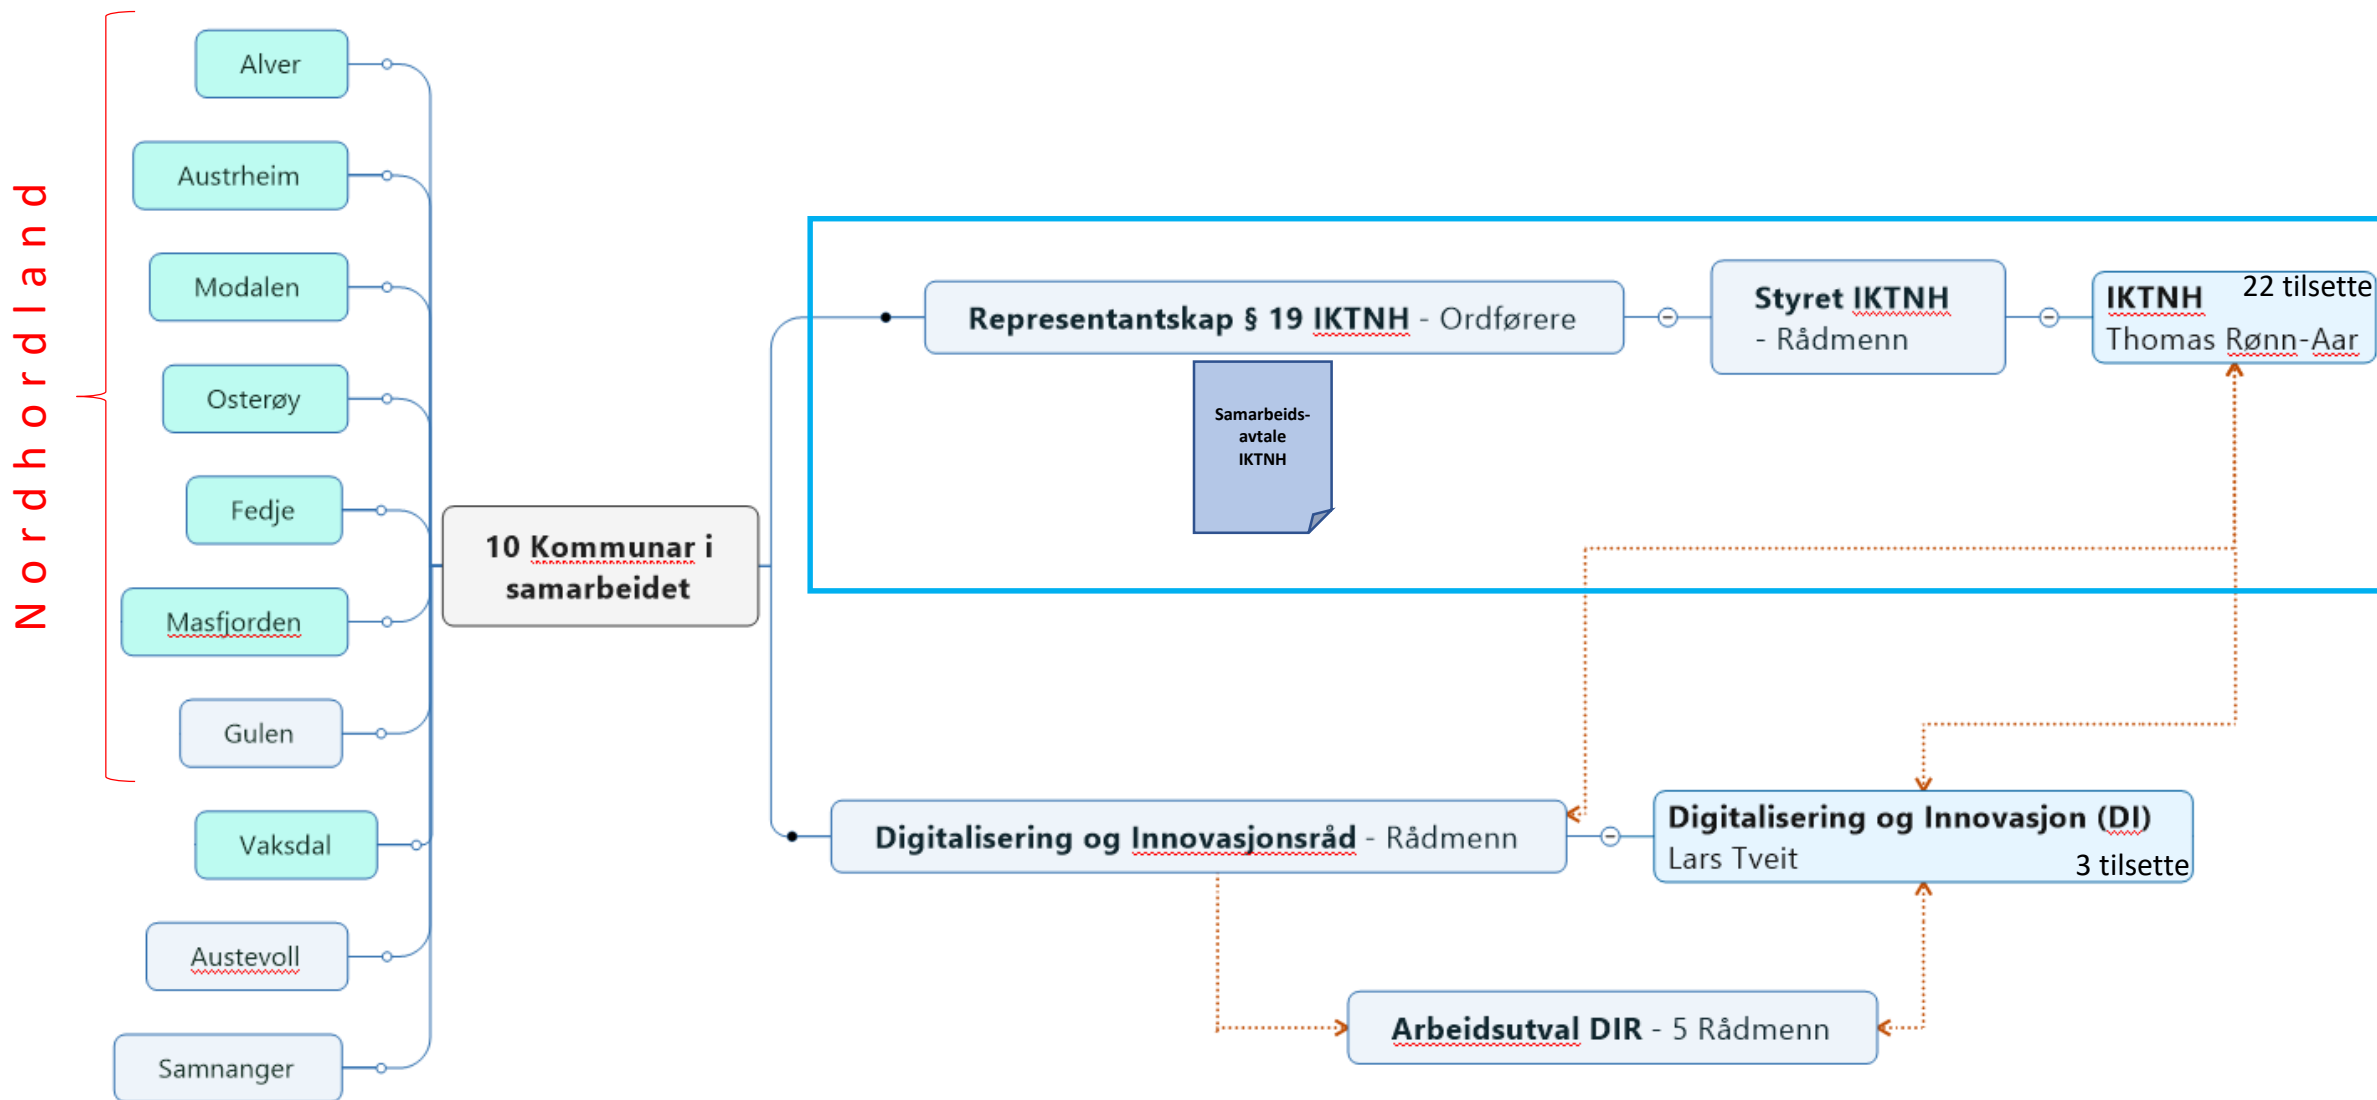 Nordhordland
Alver
Austrheim
Modalen
Osterøy
Fedje
Masfjorden
Gulen
Vaksdal
Austevoll
Samnanger
10 Kommunar i
samarbeidet
Representantskap § 19 IKTNH - Ordførere
Samarbeids-
avtale
IKTNH
Styret IKTNH
- Rådmenn
IKTNH 22 tilsette
Thomas Rønn-Aar
Digitalisering og Innovasjonsråd - Rådmenn
Digitalisering og Innovasjon (DI)
Lars Tveit
3 tilsette
Arbeidsutval DIR - 5 Rådmenn